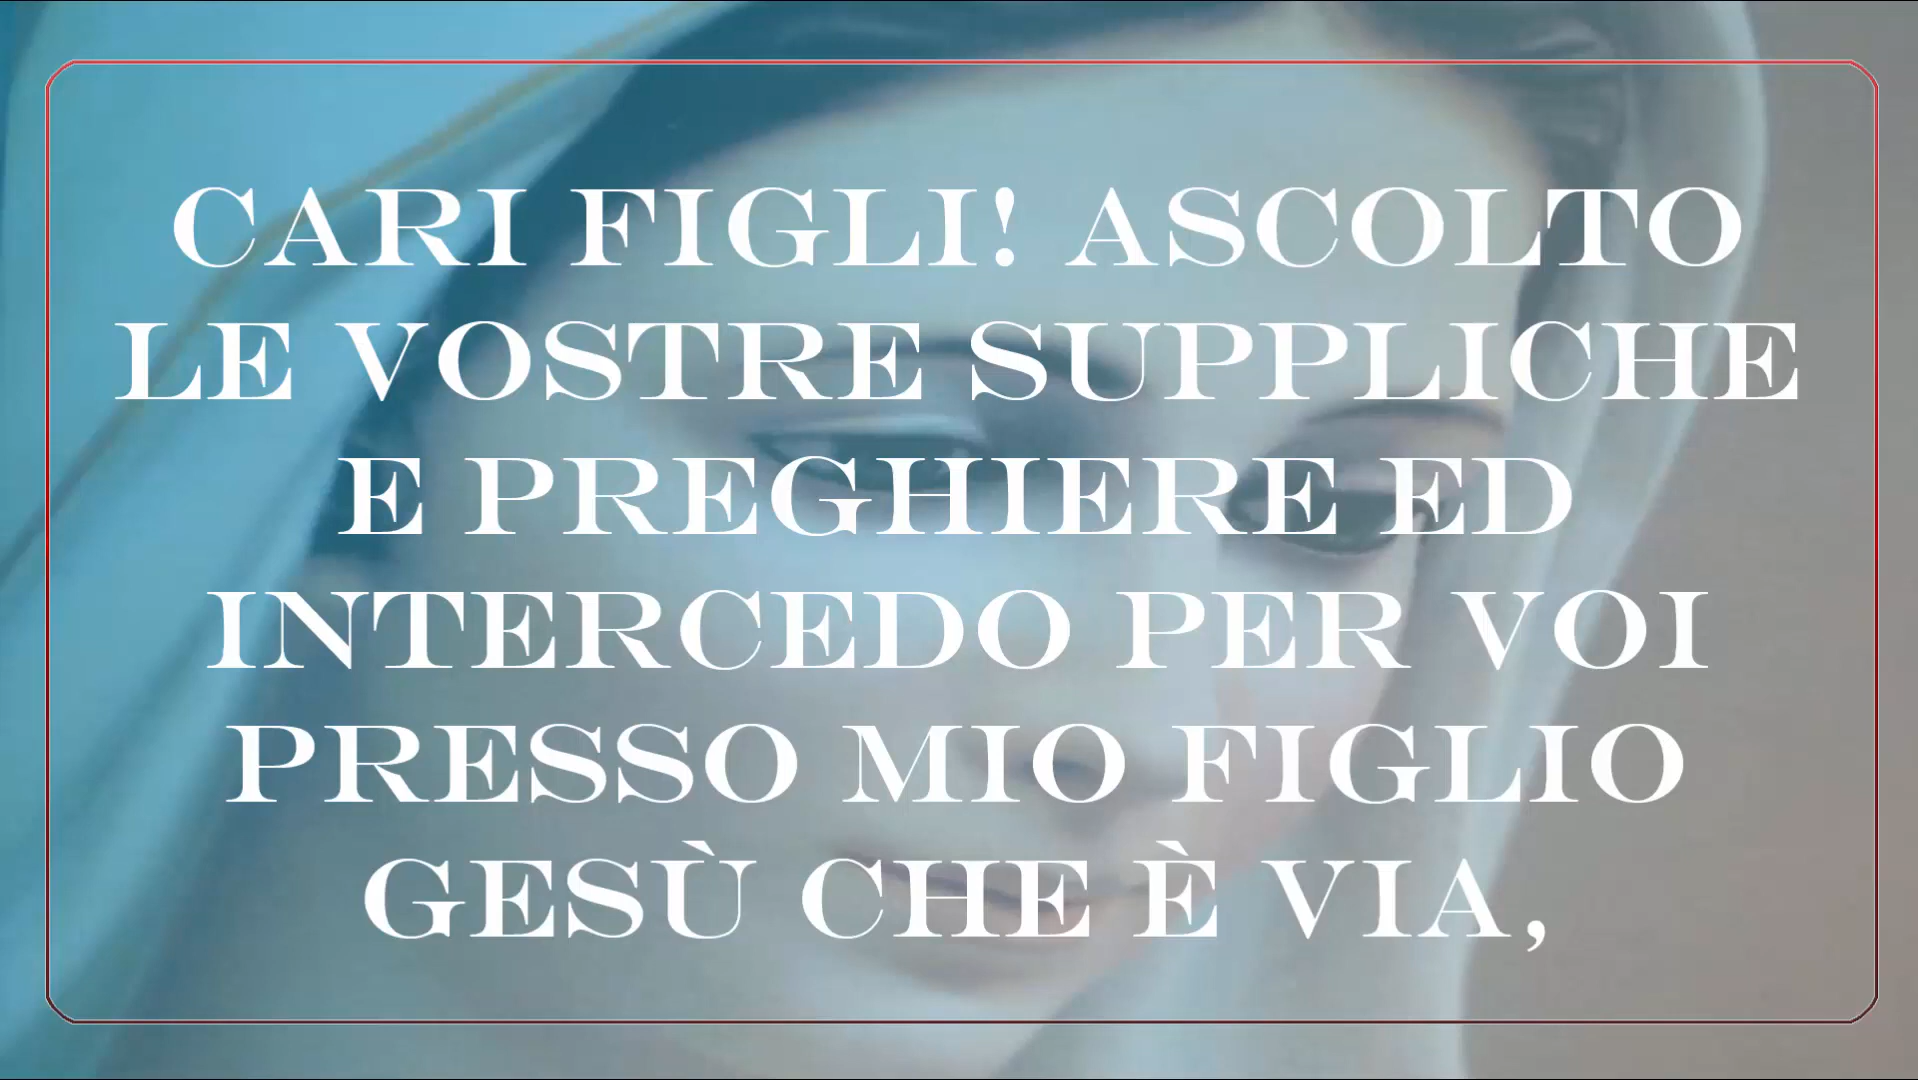 CARI FIGLI! ASCOLTO
LE VOSTRE SUPPLICHE
E PREGHIERE ED
INTERCEDO PER VOI
PRESSO MIO FIGLIO
GESÙ CHE È VIA,